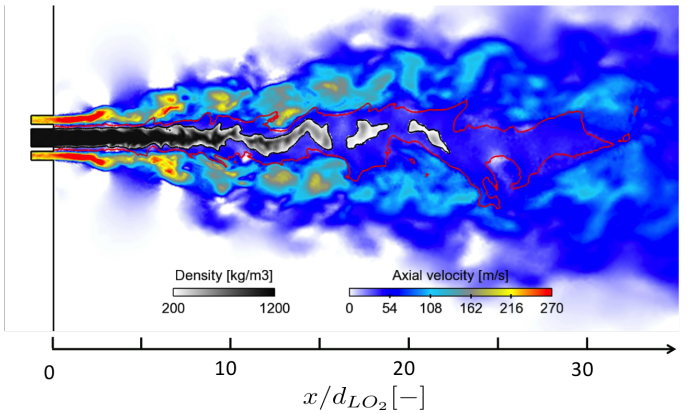 Density [kg/m3] Axial velocity [m/s]
200 1200 0 54 108 162 216 270
0 10 20 30
x/d_{LO_2}[−]